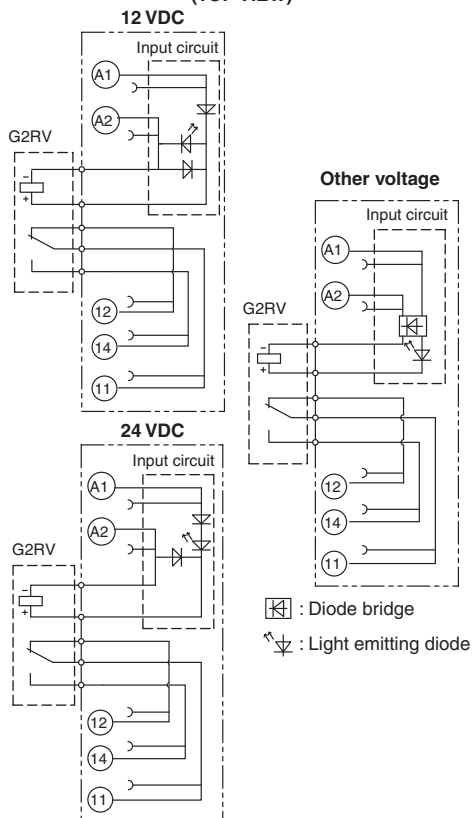 12 VDC
Input circuit
A1
A2
G2RV
−
+
12
14
11
24 VDC
Input circuit
A1
A2
G2RV
−
+
12
14
11
Other voltage
Input circuit
A1
A2
G2RV
−
+
12
14
11
: Diode bridge
: Light emitting diode